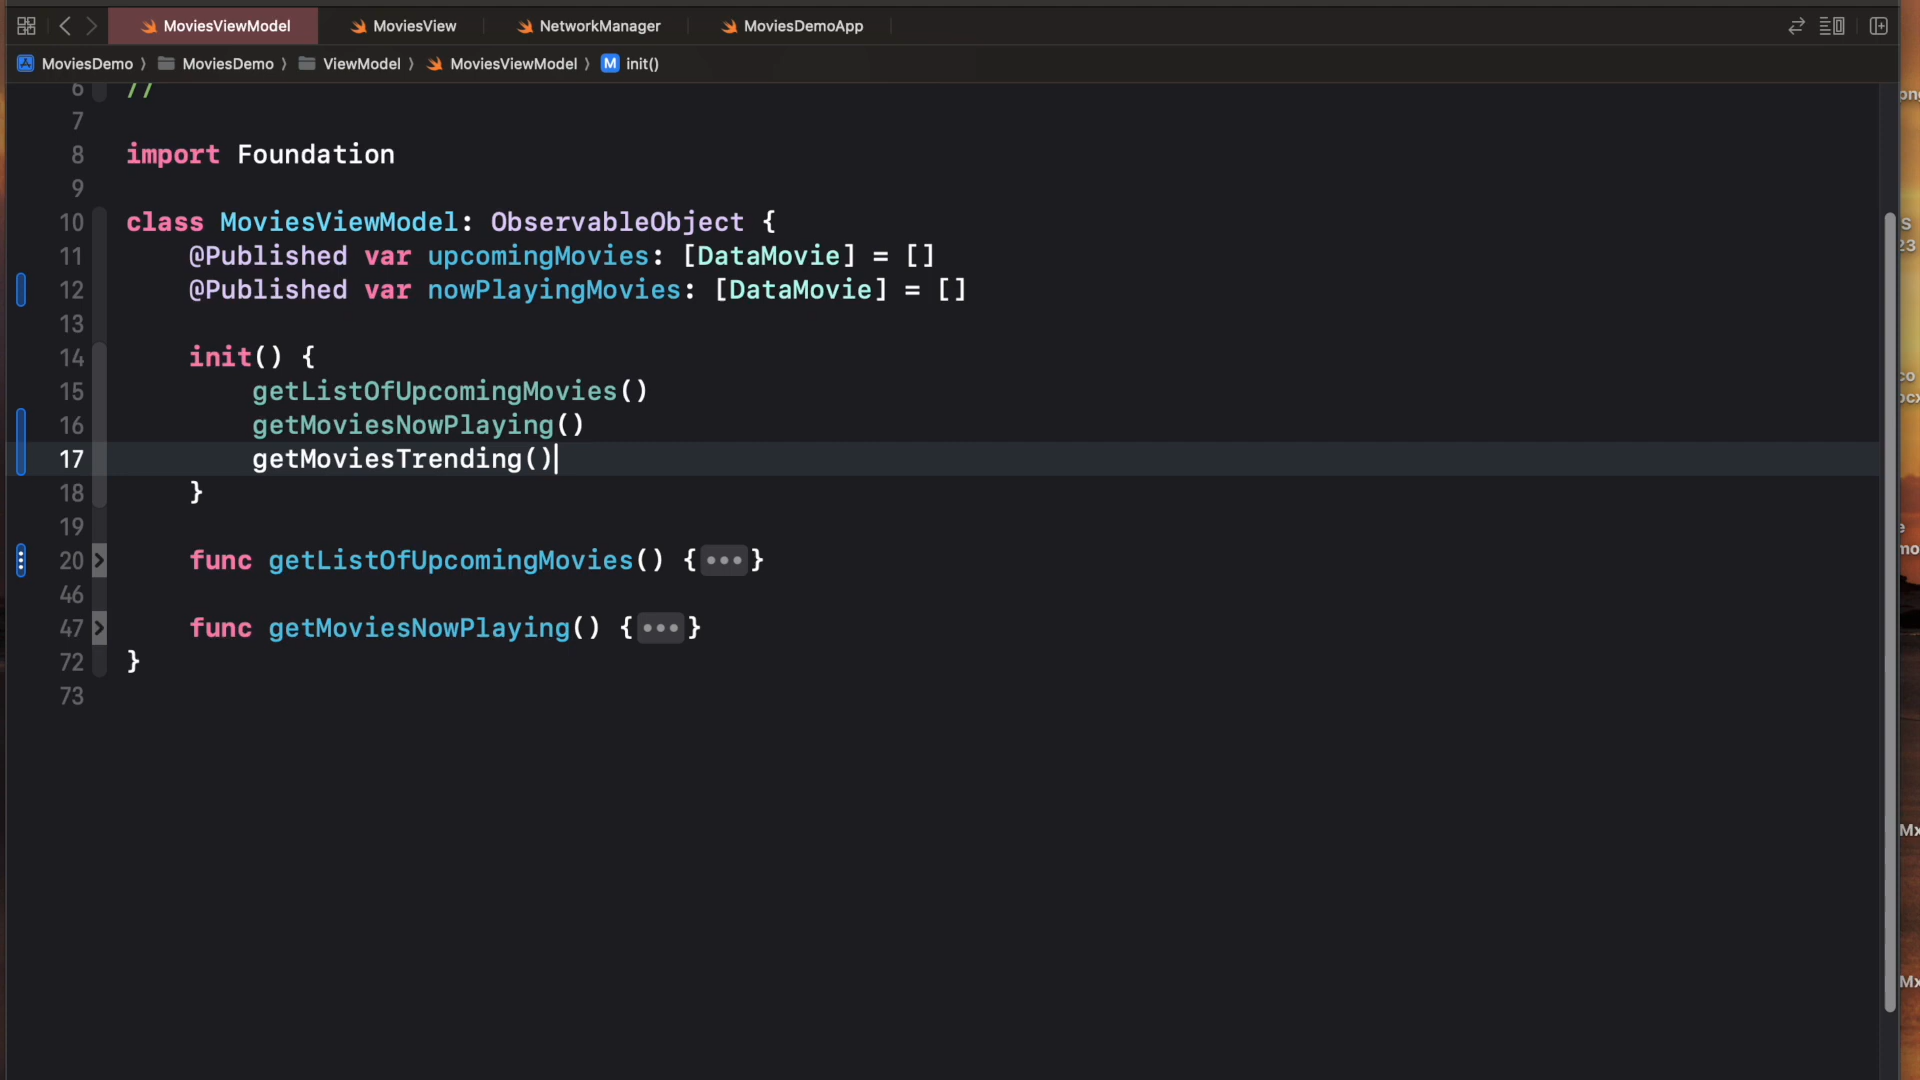 MoviesViewModel MoviesView NetworkManager MoviesDemoApp
MoviesDemo 〉 MoviesDemo 〉 ViewModel 〉 MoviesViewModel 〉 M init()
6 //
7
8 import Foundation
9
10 class MoviesViewModel: ObservableObject {
11 @Published var upcomingMovies: [DataMovie] = []
12 @Published var nowPlayingMovies: [DataMovie] = []
13
14 init() {
15 getListOfUpcomingMovies()
16 getMoviesNowPlaying()
17 getMoviesTrending()
18 }
19
20 func getListOfUpcomingMovies() {•••}
46
47 func getMoviesNowPlaying() {•••}
72 }
73